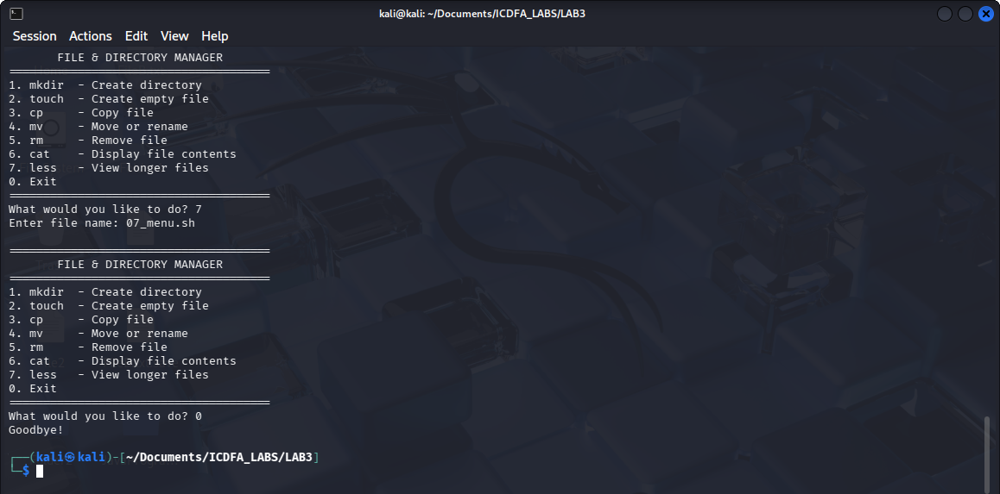 kali@kali: ~/Documents/ICDFA_LABS/LAB3
Session Actions Edit View Help
FILE & DIRECTORY MANAGER
======================================
1. mkdir  - Create directory
2. touch  - Create empty file
3. cp     - Copy file
4. mv     - Move or rename
5. rm     - Remove file
6. cat    - Display file contents
7. less   - View longer files
0. Exit
======================================
What would you like to do? 7
Enter file name: 07_menu.sh
======================================
FILE & DIRECTORY MANAGER
======================================
1. mkdir  - Create directory
2. touch  - Create empty file
3. cp     - Copy file
4. mv     - Move or rename
5. rm     - Remove file
6. cat    - Display file contents
7. less   - View longer files
0. Exit
======================================
What would you like to do? 0
Goodbye!
┌──(kali㉿kali)-[~/Documents/ICDFA_LABS/LAB3]
└─$